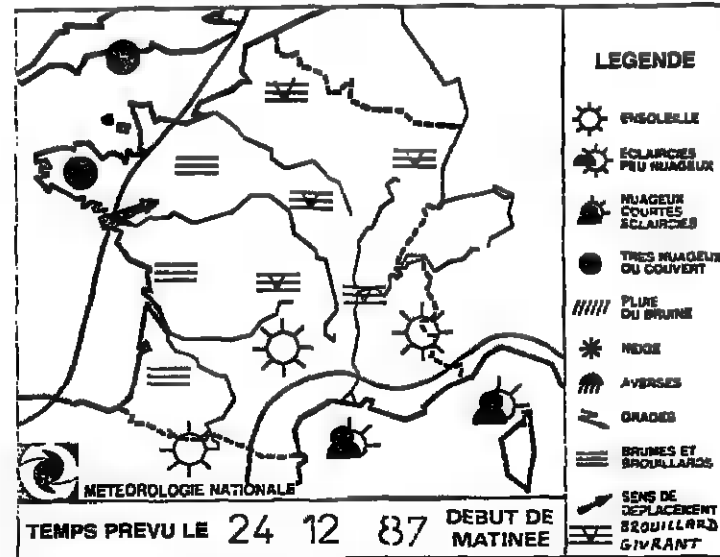 LEGENDE
ENSOLEILLE
ECLAIRCIES
PEU NUAGEUX
NUAGEUX
COURTES
ECLAIRCIES
TRES NUAGEUX
OU COUVERT
PLUIE
OU BRUINE
NEIGE
AVERSES
ORAGES
BRUMES ET
BROUILLARDS
SENS DE
DEPLACEMENT
BROUILLARD
GIVRANT
METEOROLOGIE NATIONALE
TEMPS PREVU LE 24 12 87 DEBUT DE
MATINEE